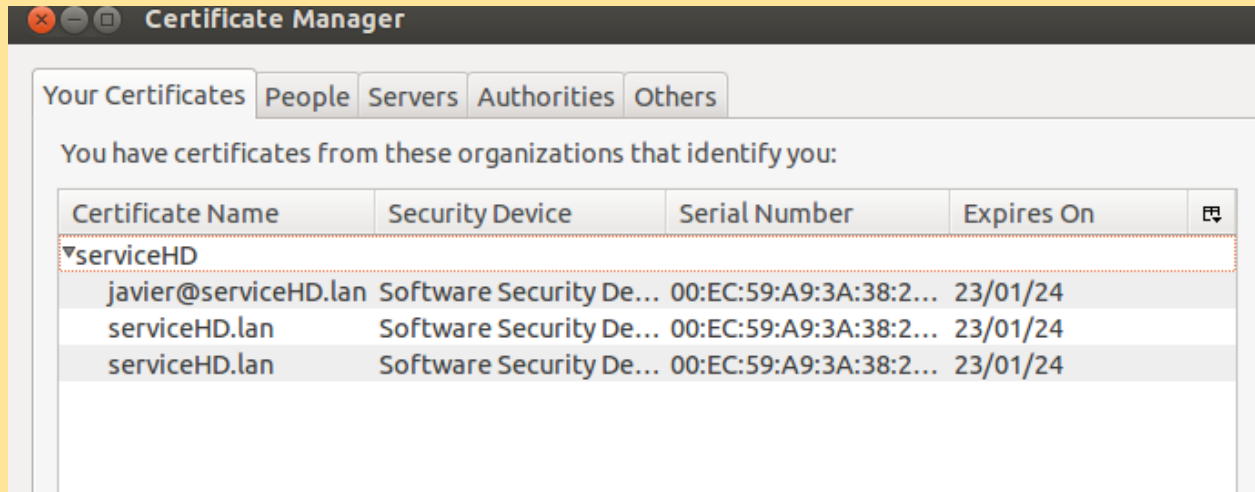 Certificate Manager
Your Certificates People Servers Authorities Others
You have certificates from these organizations that identify you:
Certificate Name Security Device Serial Number Expires On
serviceHD
javier@serviceHD.lan Software Security De... 00:EC:59:A9:3A:38:2... 23/01/24
serviceHD.lan Software Security De... 00:EC:59:A9:3A:38:2... 23/01/24
serviceHD.lan Software Security De... 00:EC:59:A9:3A:38:2... 23/01/24